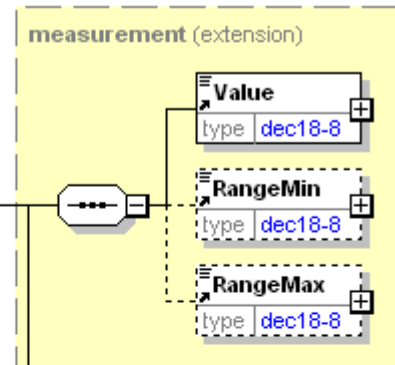 measurement (extension)
Value
type dec18-8
RangeMin
type dec18-8
RangeMax
type dec18-8